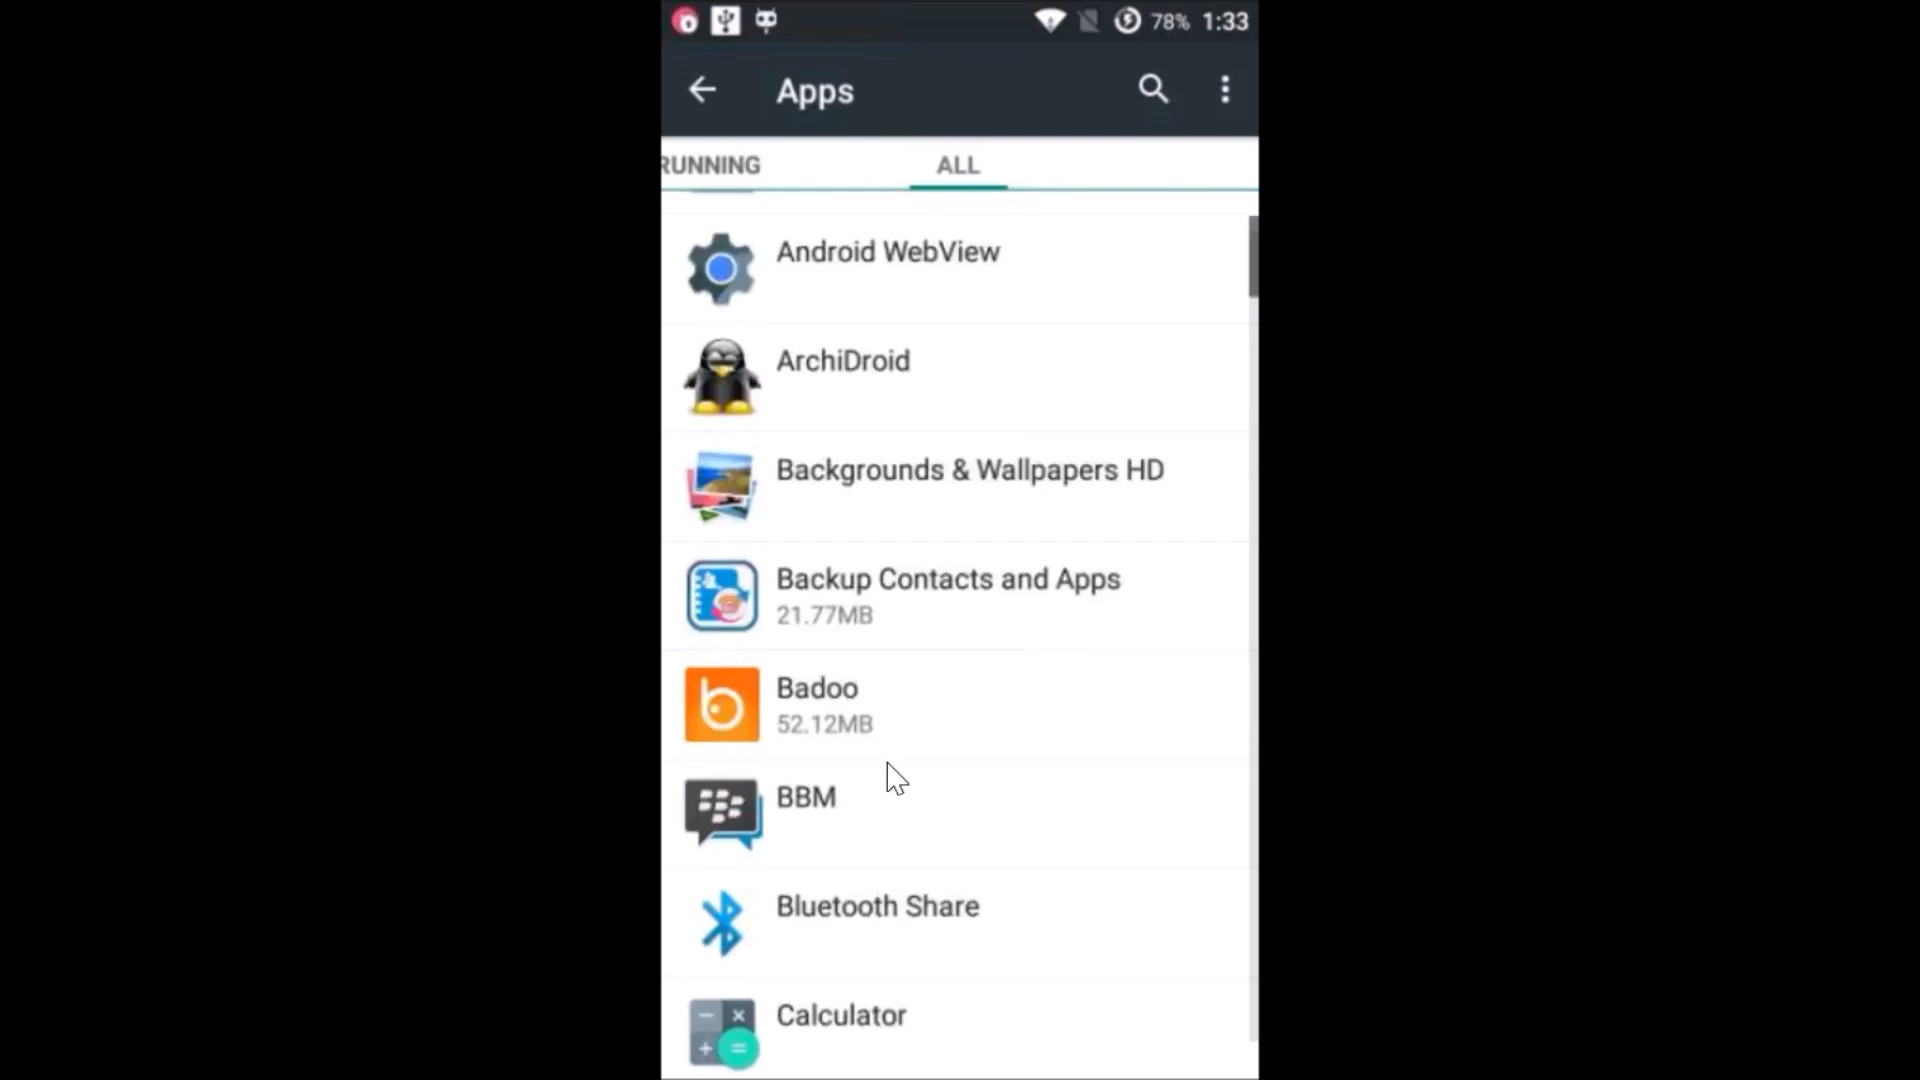 78% 1:33
Apps
RUNNING ALL
Android WebView
ArchiDroid
Backgrounds & Wallpapers HD
Backup Contacts and Apps
21.77MB
Badoo
52.12MB
BBM
Bluetooth Share
Calculator